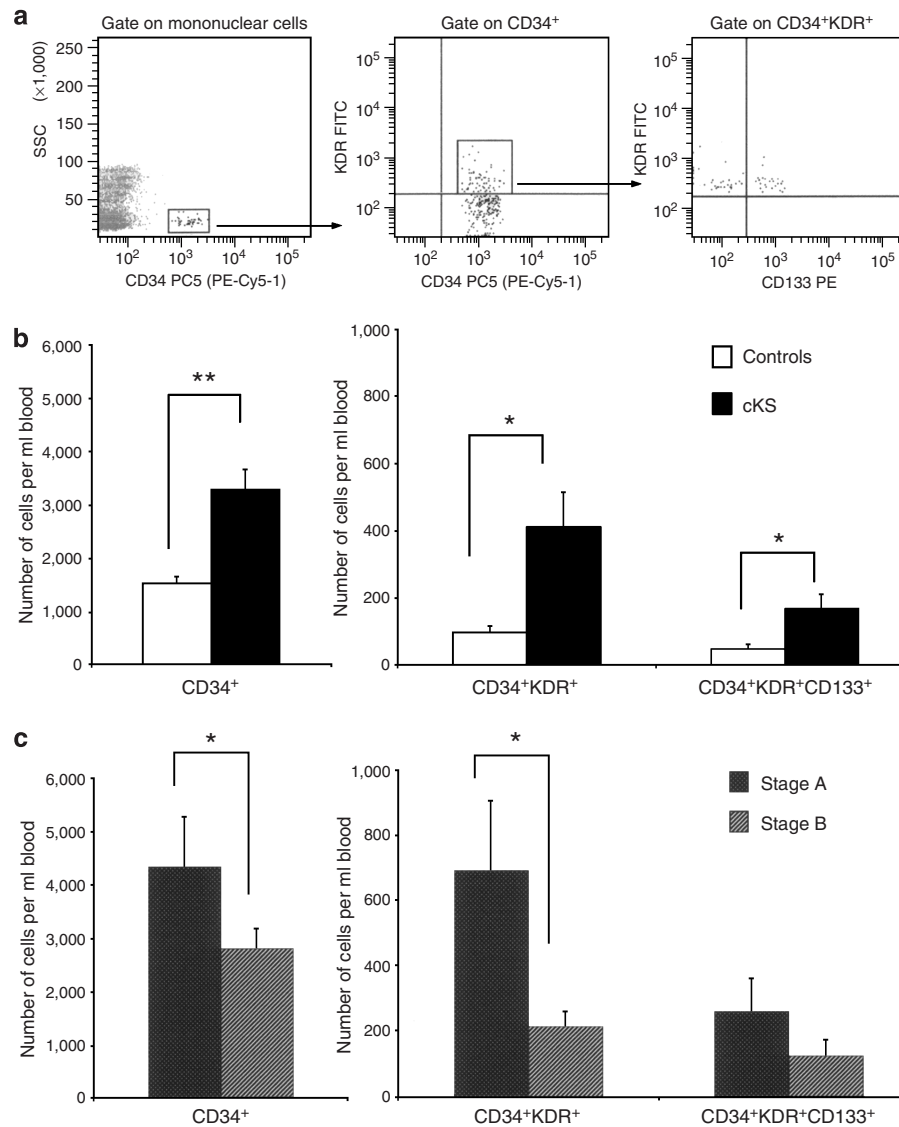 a
Gate on mononuclear cells
Gate on CD34⁺
Gate on CD34⁺KDR⁺
SSC (×1,000)
250
200
150
100
50
10² 10³ 10⁴ 10⁵
CD34 PC5 (PE-Cy5-1)
KDR FITC
10⁵
10⁴
10³
10²
10² 10³ 10⁴ 10⁵
CD34 PC5 (PE-Cy5-1)
KDR FITC
10⁵
10⁴
10³
10²
10² 10³ 10⁴ 10⁵
CD133 PE
b
Number of cells per ml blood
6,000
5,000
4,000
3,000
2,000
1,000
0
**
CD34⁺
Number of cells per ml blood
1,000
800
600
400
200
0
*
*
CD34⁺KDR⁺
CD34⁺KDR⁺CD133⁺
Controls
cKS
c
Number of cells per ml blood
6,000
5,000
4,000
3,000
2,000
1,000
0
*
CD34⁺
Number of cells per ml blood
1,000
800
600
400
200
0
*
CD34⁺KDR⁺
CD34⁺KDR⁺CD133⁺
Stage A
Stage B